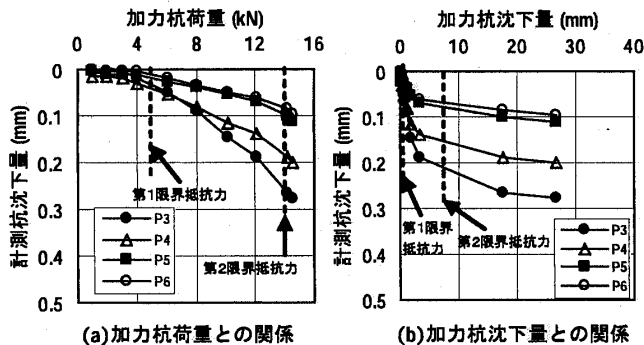 加力杭荷重 (kN)
0 4 8 12 16
0
0.1
0.2
0.3
0.4
0.5
計測杭沈下量 (mm)
第1限界抵抗力
第2限界抵抗力
P3
P4
P5
P6
(a)加力杭荷重との関係
加力杭沈下量 (mm)
0 10 20 30 40
0
0.1
0.2
0.3
0.4
0.5
計測杭沈下量 (mm)
第1限界
抵抗力
第2限界抵抗力
P3
P4
P5
P6
(b)加力杭沈下量との関係